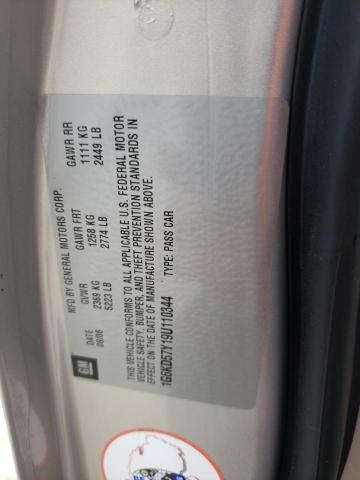 MFD BY GENERAL MOTORS CORP.
DATE GVWR GAWR FRT GAWR RR
08/08 2369 KG 1258 KG 1111 KG
5223 LB 2774 LB 2449 LB
GM
THIS VEHICLE CONFORMS TO ALL APPLICABLE U.S. FEDERAL MOTOR
VEHICLE SAFETY, BUMPER, AND THEFT PREVENTION STANDARDS IN
EFFECT ON THE DATE OF MANUFACTURE SHOWN ABOVE.
1G6KD57Y19U110344 TYPE: PASS CAR